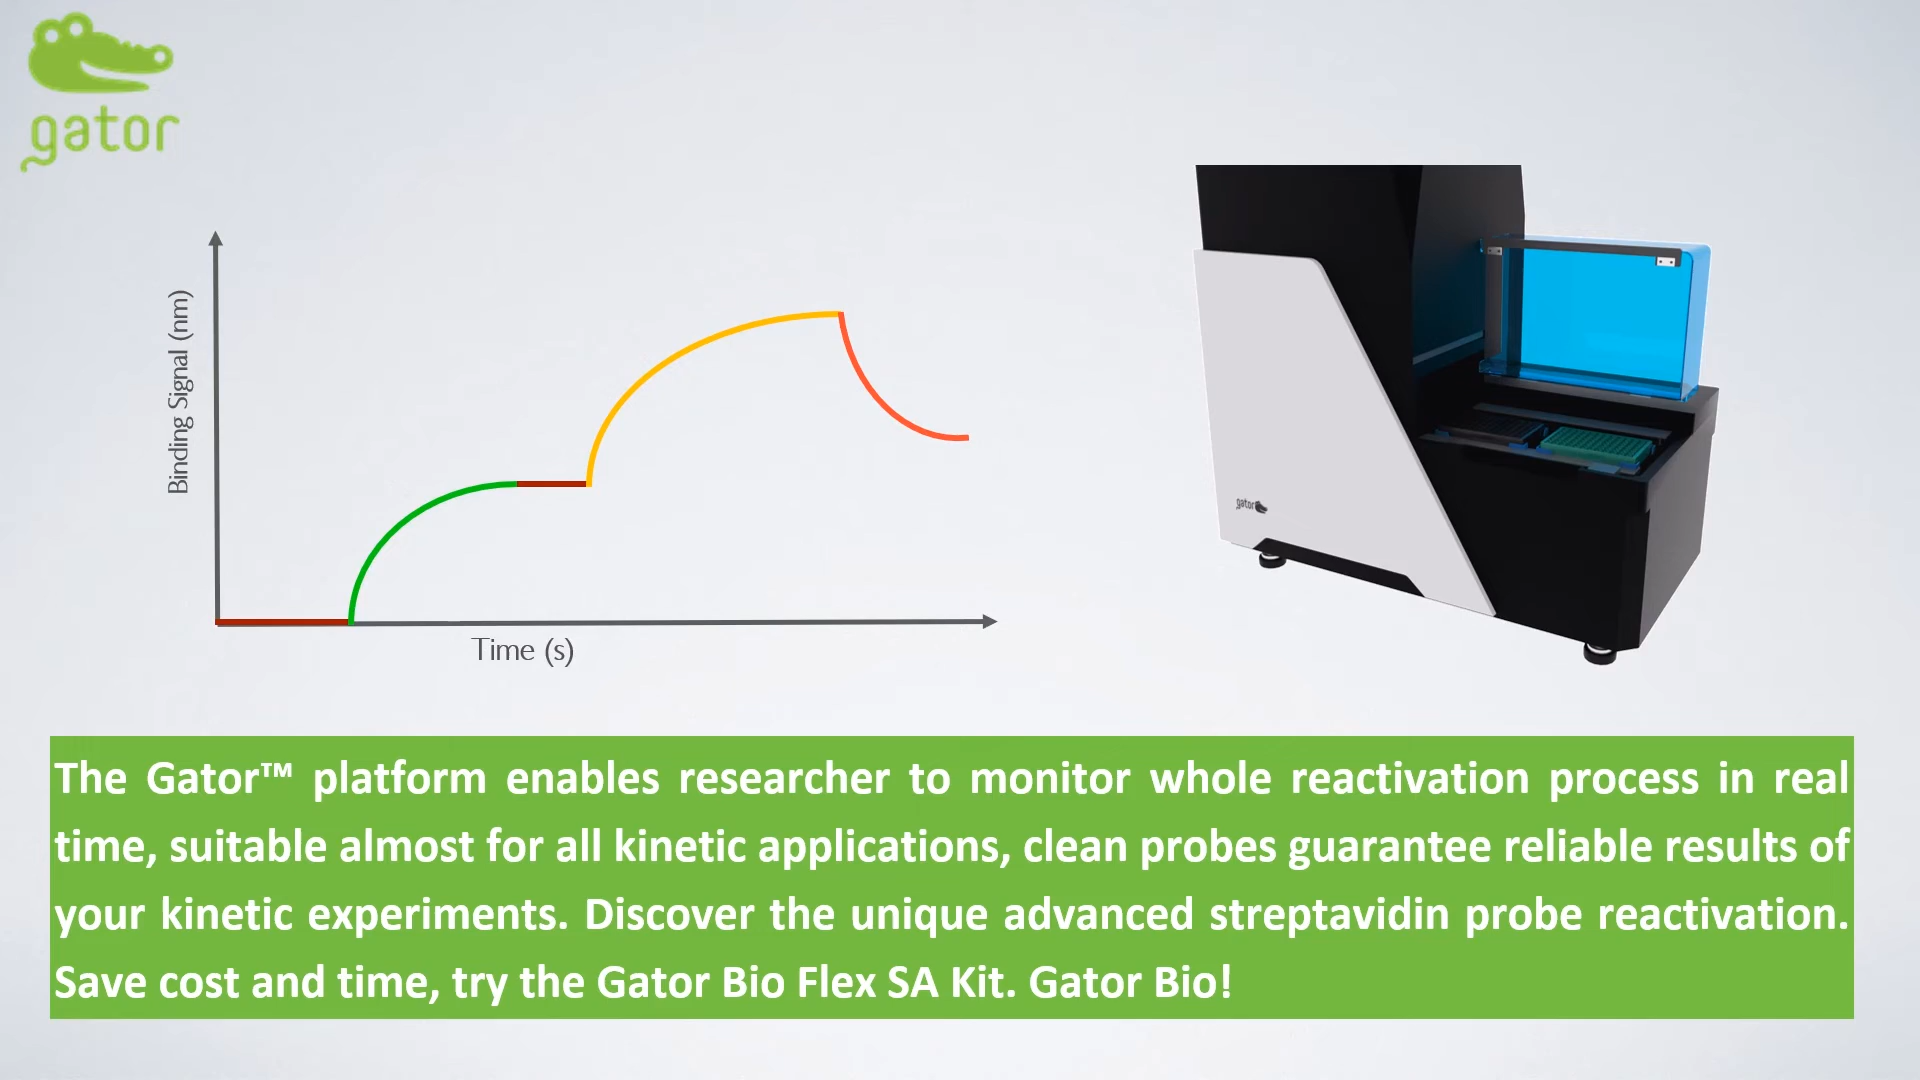 gator
Binding Signal (nm)
Time (s)
gator
The Gator™ platform enables researcher to monitor whole reactivation process in real
time, suitable almost for all kinetic applications, clean probes guarantee reliable results of
your kinetic experiments. Discover the unique advanced streptavidin probe reactivation.
Save cost and time, try the Gator Bio Flex SA Kit. Gator Bio!